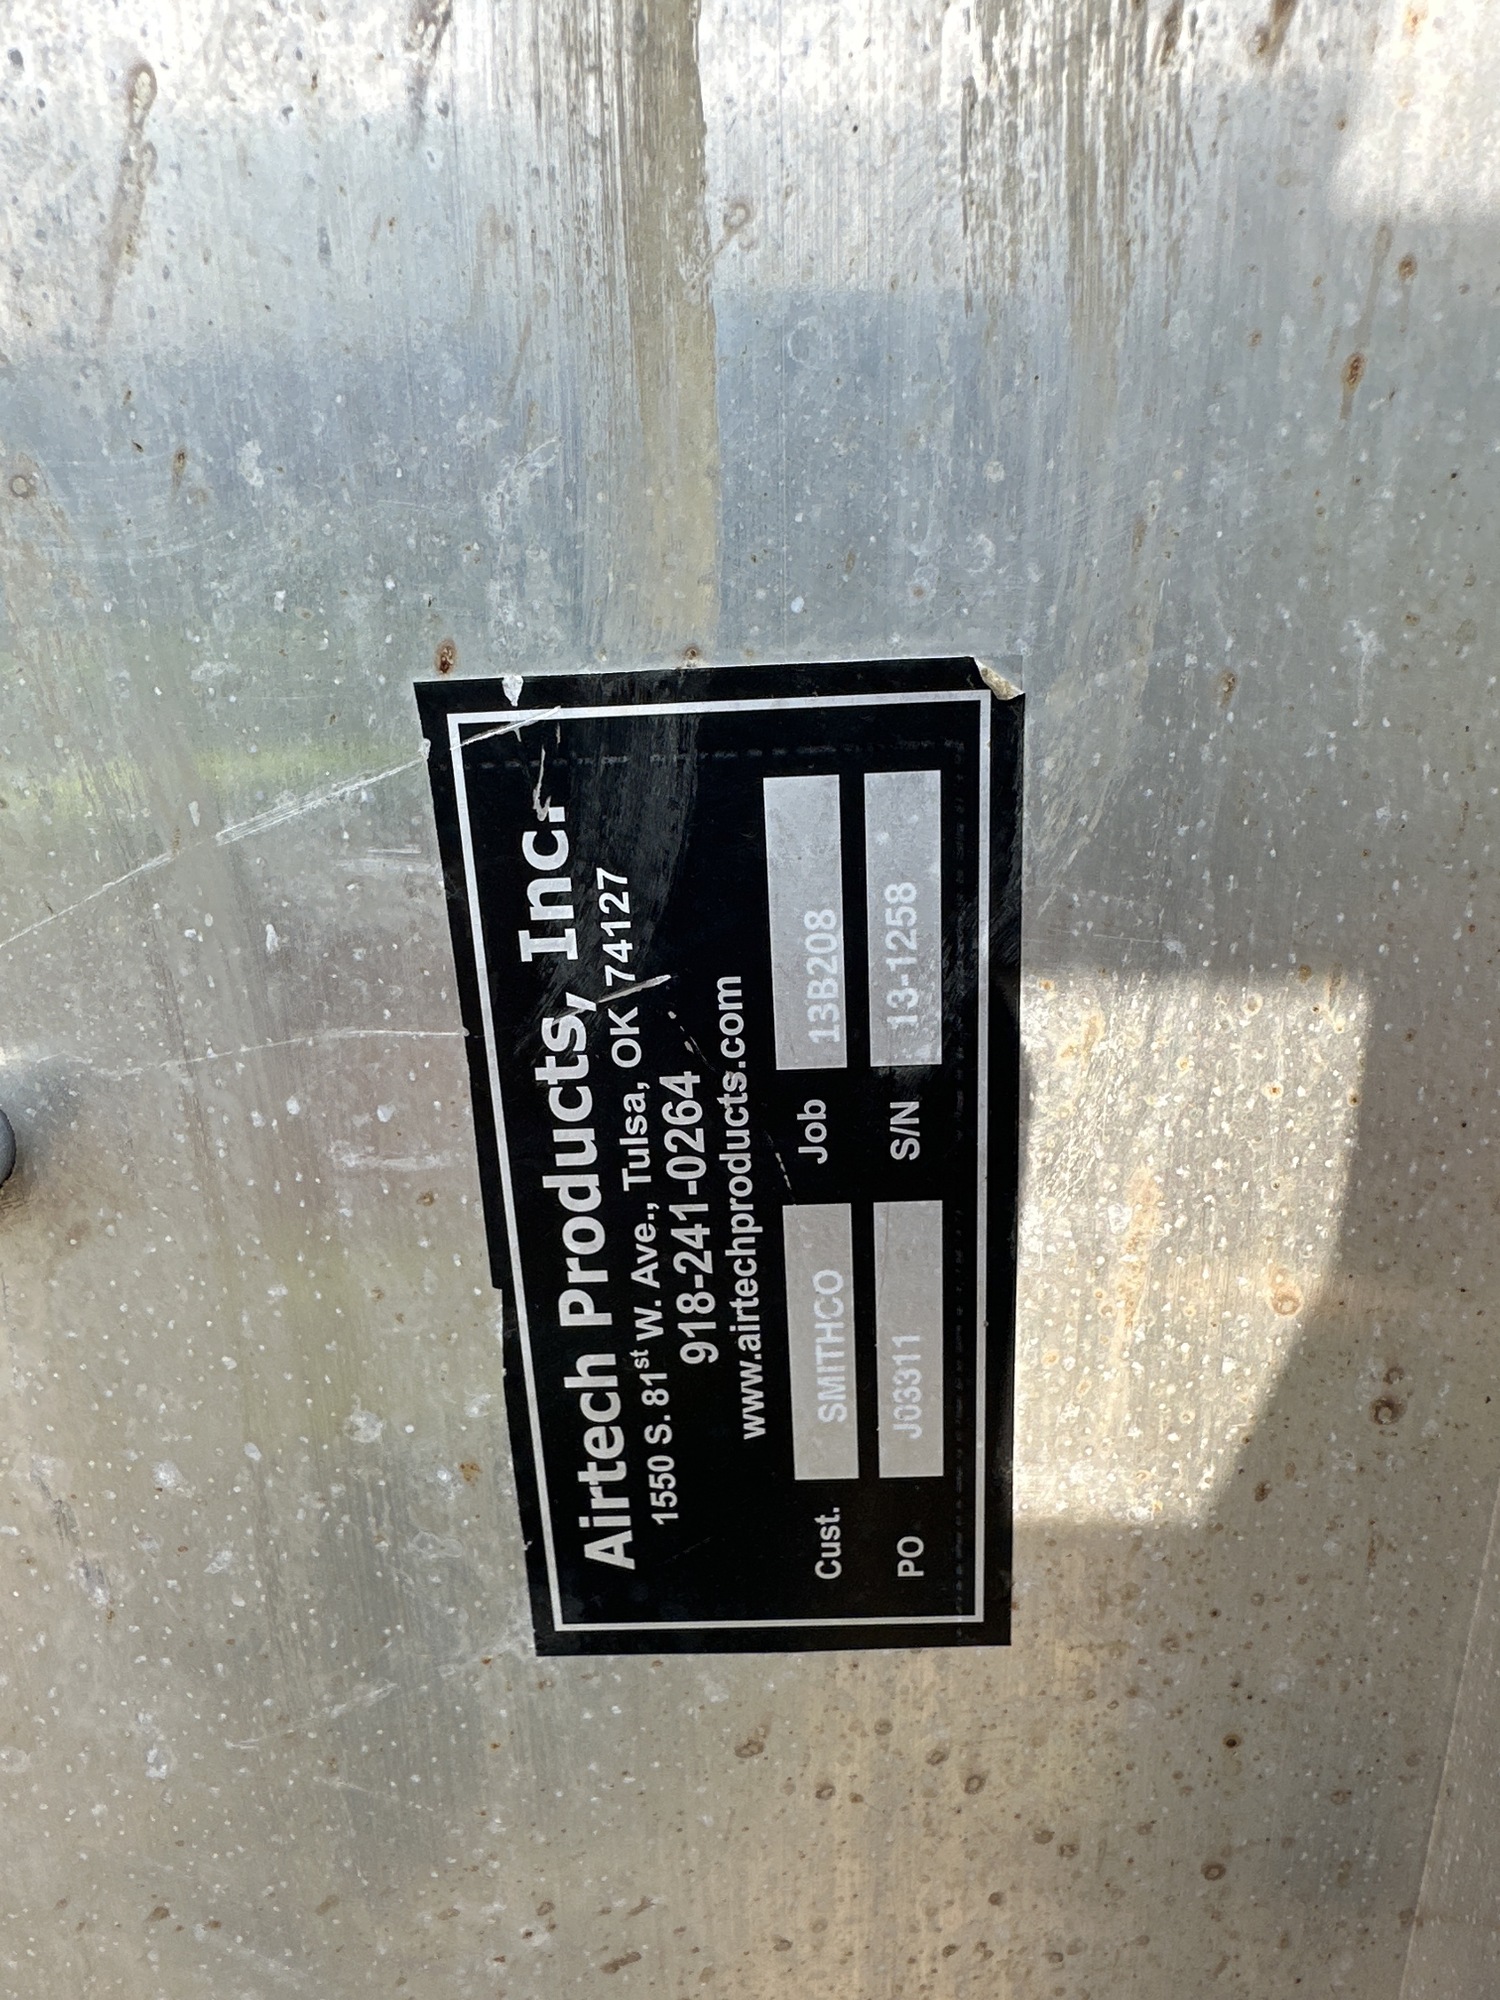 Airtech Products, Inc.
1550 S. 81st W. Ave., Tulsa, OK 74127
918-241-0264
www.airtechproducts.com
Cust. SMITHCO Job 13B208
PO J03311 S/N 13-1258